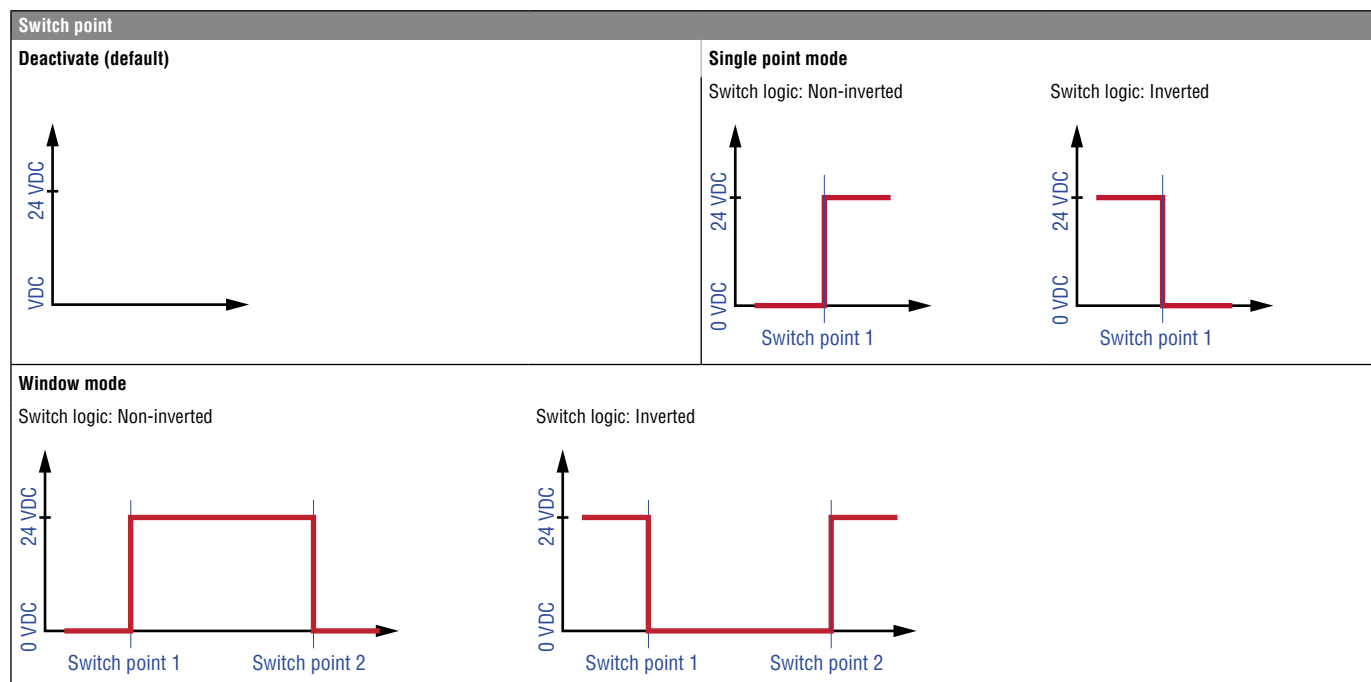 Switch point
Deactivate (default)
24 VDC
VDC
Single point mode
Switch logic: Non-inverted
24 VDC
0 VDC
Switch point 1
Switch logic: Inverted
24 VDC
0 VDC
Switch point 1
Window mode
Switch logic: Non-inverted
24 VDC
0 VDC
Switch point 1
Switch point 2
Switch logic: Inverted
24 VDC
0 VDC
Switch point 1
Switch point 2